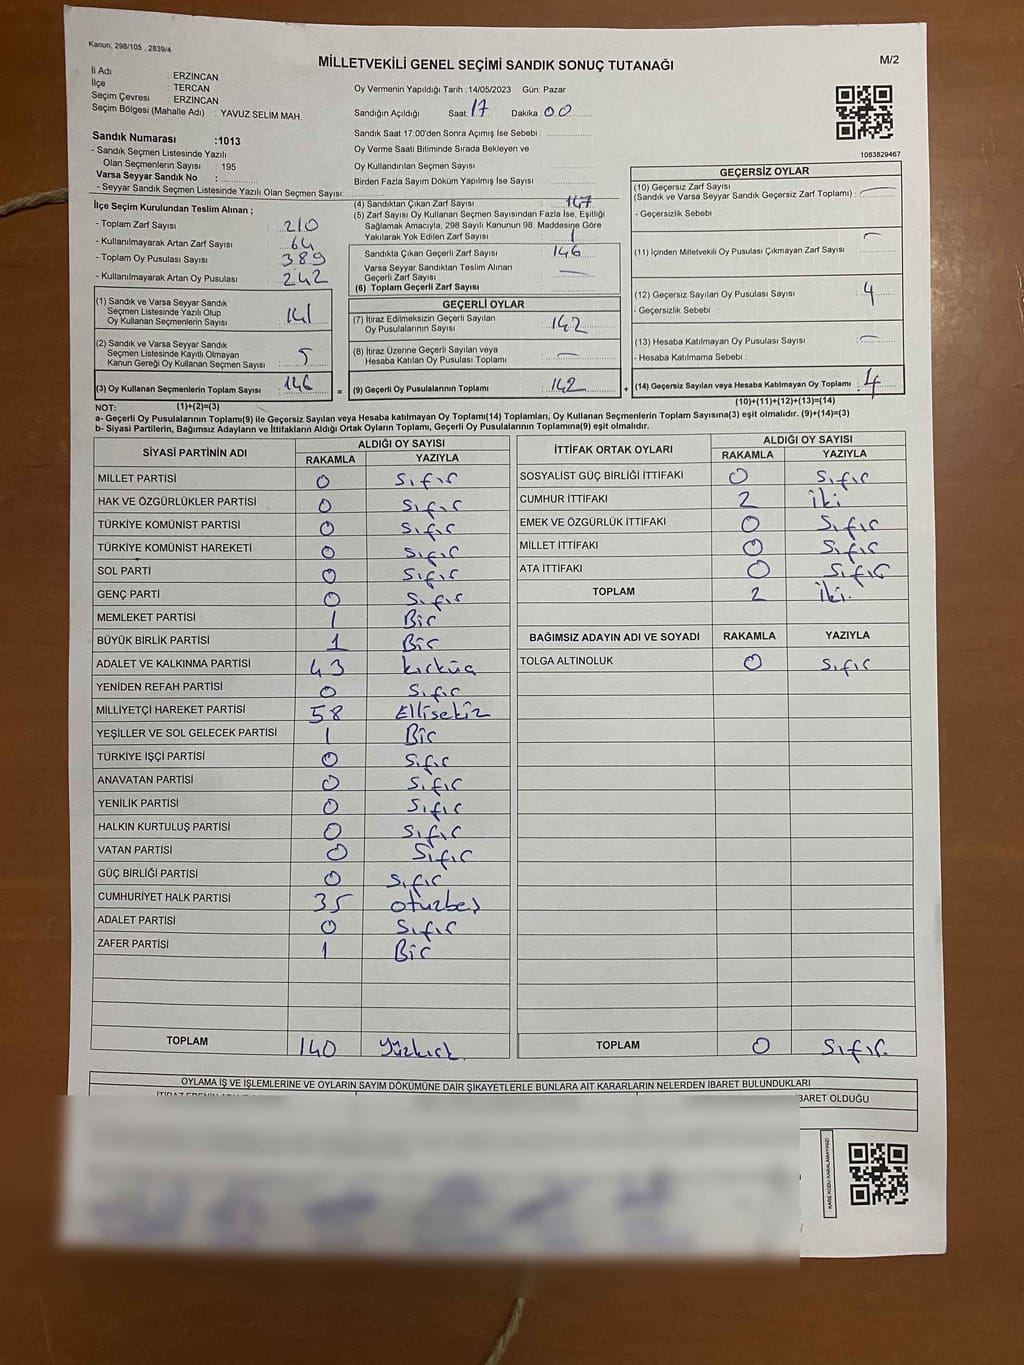 Kanun; 298/105 , 2839/4
MİLLETVEKİLİ GENEL SEÇİMİ SANDIK SONUÇ TUTANAĞI
M/2
İl Adı : ERZİNCAN
İlçe : TERCAN
Seçim Çevresi : ERZINCAN
Seçim Bölgesi (Mahalle Adı) : YAVUZ SELİM MAH.
Oy Vermenin Yapıldığı Tarih :14/05/2023 Gün: Pazar
Sandığın Açıldığı Saat: 17 Dakika: 00
Sandık Saat 17:00'den Sonra Açımış İse Sebebi :
Oy Verme Saati Bitiminde Sırada Bekleyen ve
Oy Kullandırılan Seçmen Sayısı
Birden Fazla Sayım Döküm Yapılmış İse Sayısı
1083829467
Sandık Numarası :1013
- Sandık Seçmen Listesinde Yazılı
Olan Seçmenlerin Sayısı : 195
Varsa Seyyar Sandık No :
- Seyyar Sandık Seçmen Listesinde Yazılı Olan Seçmen Sayısı:
İlçe Seçim Kurulundan Teslim Alınan ;
- Toplam Zarf Sayısı : 210
- Kullanılmayarak Artan Zarf Sayısı : 64
- Toplam Oy Pusulası Sayısı : 389
- Kullanılmayarak Artan Oy Pusulası : 242
(1) Sandık ve Varsa Seyyar Sandık
Seçmen Listesinde Yazılı Olup
Oy Kullanan Seçmenlerin Sayısı : 141
(2) Sandık ve Varsa Seyyar Sandık
Seçmen Listesinde Kayıtlı Olmayan
Kanun Gereği Oy Kullanan Seçmen Sayısı : 5
(3) Oy Kullanan Seçmenlerin Toplam Sayısı : 146
(1)+(2)=(3)
(4) Sandıktan Çıkan Zarf Sayısı : 147
(5) Zarf Sayısı Oy Kullanan Seçmen Sayısından Fazla İse, Eşitliği
Sağlamak Amacıyla, 298 Sayılı Kanunun 98. Maddesine Göre
Yakılarak Yok Edilen Zarf Sayısı : 1
Sandıkta Çıkan Geçerli Zarf Sayısı : 146
Varsa Seyyar Sandıktan Teslim Alınan
Geçerli Zarf Sayısı : —
(6) Toplam Geçerli Zarf Sayısı :
GEÇERLİ OYLAR
(7) İtiraz Edilmeksizin Geçerli Sayılan
Oy Pusulalarının Sayısı : 142
(8) İtiraz Üzerine Geçerli Sayılan veya
Hesaba Katılan Oy Pusulası Toplamı : —
= (9) Geçerli Oy Pusulalarının Toplamı : 142
GEÇERSİZ OYLAR
(10) Geçersiz Zarf Sayısı
(Sandık ve Varsa Seyyar Sandık Geçersiz Zarf Toplamı) : —
- Geçersizlik Sebebi :
(11) İçinden Milletvekili Oy Pusulası Çıkmayan Zarf Sayısı : —
(12) Geçersiz Sayılan Oy Pusulası Sayısı : 4
- Geçersizlik Sebebi :
(13) Hesaba Katılmayan Oy Pusulası Sayısı : —
- Hesaba Katılmama Sebebi :
+ (14) Geçersiz Sayılan veya Hesaba Katılmayan Oy Toplamı : 4
(10)+(11)+(12)+(13)=(14)
NOT:
a- Geçerli Oy Pusulalarının Toplamı(9) ile Geçersiz Sayılan veya Hesaba katılmayan Oy Toplamı(14) Toplamları, Oy Kullanan Seçmenlerin Toplam Sayısına(3) eşit olmalıdır. (9)+(14)=(3)
b- Siyasi Partilerin, Bağımsız Adayların ve İttifakların Aldığı Ortak Oyların Toplamı, Geçerli Oy Pusulalarının Toplamına(9) eşit olmalıdır.
SİYASİ PARTİNİN ADI ALDIĞI OY SAYISI
RAKAMLA YAZIYLA
MİLLET PARTİSİ 0 Sıfır
HAK VE ÖZGÜRLÜKLER PARTİSİ 0 Sıfır
TÜRKİYE KOMÜNİST PARTİSİ 0 Sıfır
TÜRKİYE KOMÜNİST HAREKETİ 0 Sıfır
SOL PARTİ 0 Sıfır
GENÇ PARTİ 0 Sıfır
MEMLEKET PARTİSİ 1 Bir
BÜYÜK BİRLİK PARTİSİ 1 Bir
ADALET VE KALKINMA PARTİSİ 43 kırküç
YENİDEN REFAH PARTİSİ 0 Sıfır
MİLLİYETÇİ HAREKET PARTİSİ 58 Ellisekiz
YEŞİLLER VE SOL GELECEK PARTİSİ 1 Bir
TÜRKİYE İŞÇİ PARTİSİ 0 Sıfır
ANAVATAN PARTİSİ 0 Sıfır
YENİLİK PARTİSİ 0 Sıfır
HALKIN KURTULUŞ PARTİSİ 0 Sıfır
VATAN PARTİSİ 0 Sıfır
GÜÇ BİRLİĞİ PARTİSİ 0 Sıfır
CUMHURİYET HALK PARTİSİ 35 otuzbeş
ADALET PARTİSİ 0 Sıfır
ZAFER PARTİSİ 1 Bir
TOPLAM 140 Yüzkırk.
İTTİFAK ORTAK OYLARI ALDIĞI OY SAYISI
RAKAMLA YAZIYLA
SOSYALİST GÜÇ BİRLİĞİ İTTİFAKI 0 Sıfır
CUMHUR İTTİFAKI 2 iki
EMEK VE ÖZGÜRLÜK İTTİFAKI 0 Sıfır
MİLLET İTTİFAKI 0 Sıfır
ATA İTTİFAKI 0 Sıfır
TOPLAM 2 İki.
BAĞIMSIZ ADAYIN ADI VE SOYADI RAKAMLA YAZIYLA
TOLGA ALTINOLUK 0 Sıfır
TOPLAM 0 Sıfır.
OYLAMA İŞ VE İŞLEMLERİNE VE OYLARIN SAYIM DÖKÜMÜNE DAİR ŞİKAYETLERLE BUNLARA AİT KARARLARIN NELERDEN İBARET BULUNDUKLARI
BARET OLDUĞU
KARE KODU KARALAMAYINIZ!